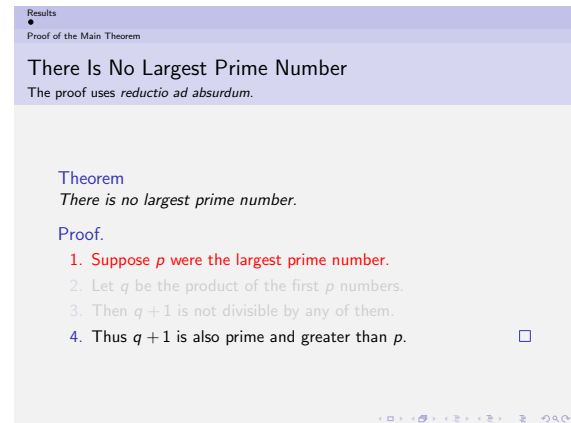 Results
Proof of the Main Theorem
There Is No Largest Prime Number
The proof uses reductio ad absurdum.
Theorem
There is no largest prime number.
Proof.
1. Suppose p were the largest prime number.
2. Let q be the product of the first p numbers.
3. Then q + 1 is not divisible by any of them.
4. Thus q + 1 is also prime and greater than p.